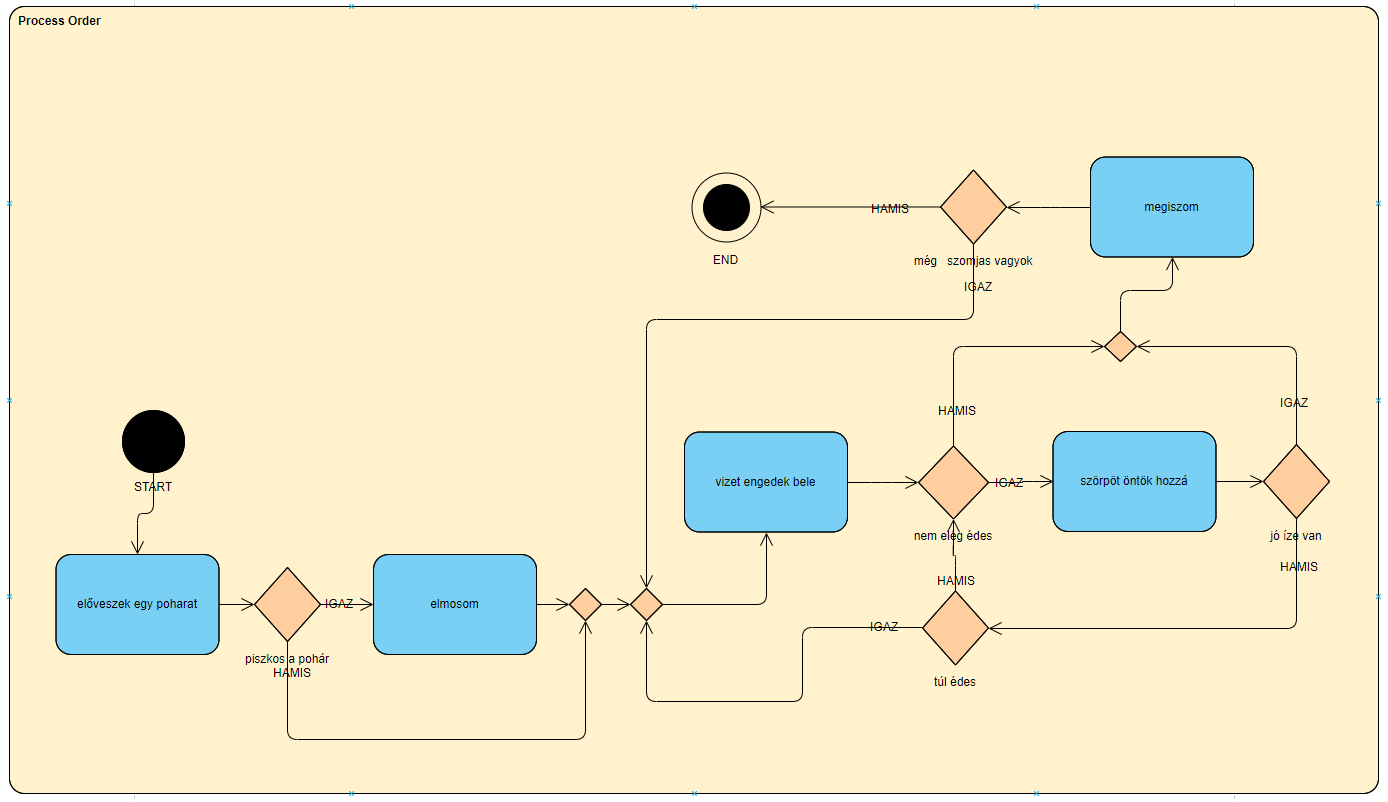 Process Order
megiszom
HAMIS
END
még szomjas vagyok
IGAZ
HAMIS
IGAZ
vizet engedek bele
IGAZ
szörpöt öntök hozzá
START
nem elég édes
jó íze van
HAMIS
HAMIS
előveszek egy poharat
IGAZ
elmosom
IGAZ
piszkos a pohár
HAMIS
túl édes